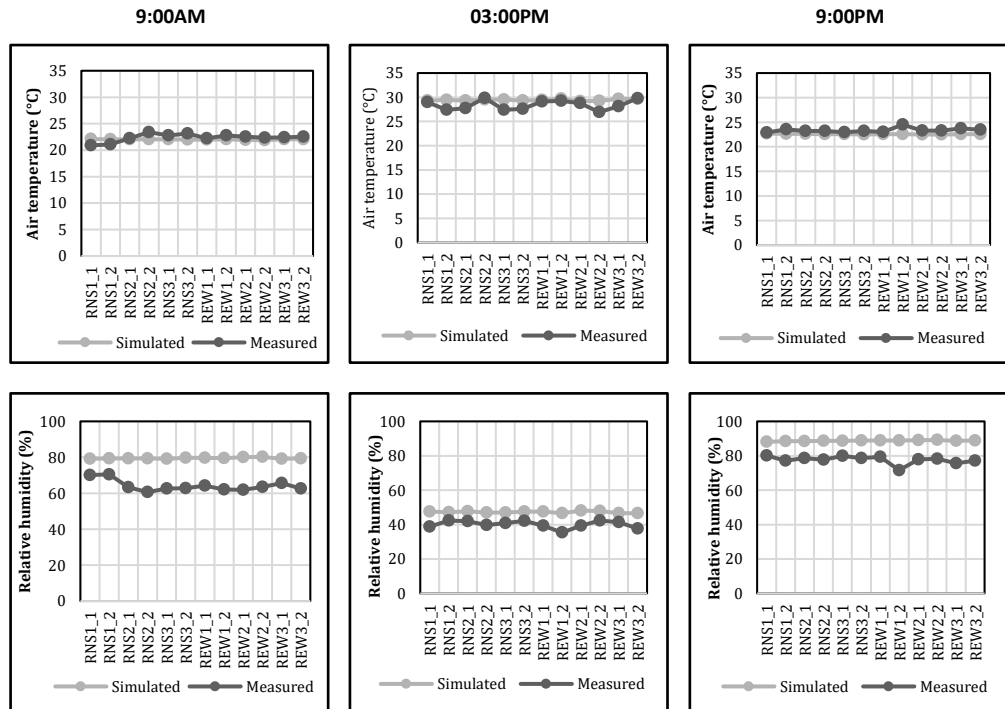 9:00AM
03:00PM
9:00PM
Air temperature (°C)
35
30
25
20
15
10
5
0
RNS1_1
RNS1_2
RNS2_1
RNS2_2
RNS3_1
RNS3_2
REW1_1
REW1_2
REW2_1
REW2_2
REW3_1
REW3_2
Simulated Measured
Air temperature (°C)
35
30
25
20
15
10
5
0
RNS1_1
RNS1_2
RNS2_1
RNS2_2
RNS3_1
RNS3_2
REW1_1
REW1_2
REW2_1
REW2_2
REW3_1
REW3_2
Simulated Measured
Air temperature (°C)
35
30
25
20
15
10
5
0
RNS1_1
RNS1_2
RNS2_1
RNS2_2
RNS3_1
RNS3_2
REW1_1
REW1_2
REW2_1
REW2_2
REW3_1
REW3_2
Simulated Measured
Relative humidity (%)
100
80
60
40
20
0
RNS1_1
RNS1_2
RNS2_1
RNS2_2
RNS3_1
RNS3_2
REW1_1
REW1_2
REW2_1
REW2_2
REW3_1
REW3_2
Simulated Measured
Relative humidity (%)
100
80
60
40
20
0
RNS1_1
RNS1_2
RNS2_1
RNS2_2
RNS3_1
RNS3_2
REW1_1
REW1_2
REW2_1
REW2_2
REW3_1
REW3_2
Simulated Measured
Relative humidity (%)
100
80
60
40
20
0
RNS1_1
RNS1_2
RNS2_1
RNS2_2
RNS3_1
RNS3_2
REW1_1
REW1_2
REW2_1
REW2_2
REW3_1
REW3_2
Simulated Measured